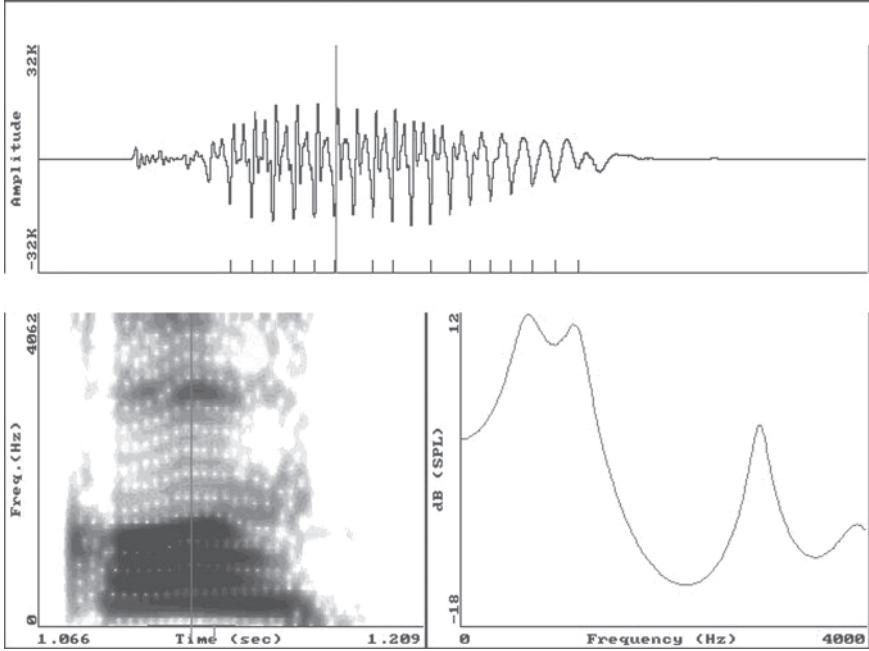 32K
Amplitude
-32K
4062
Freq.(Hz)
0
1.066 Time (sec) 1.209
12
dB (SPL)
-18
0 Frequency (Hz) 4000